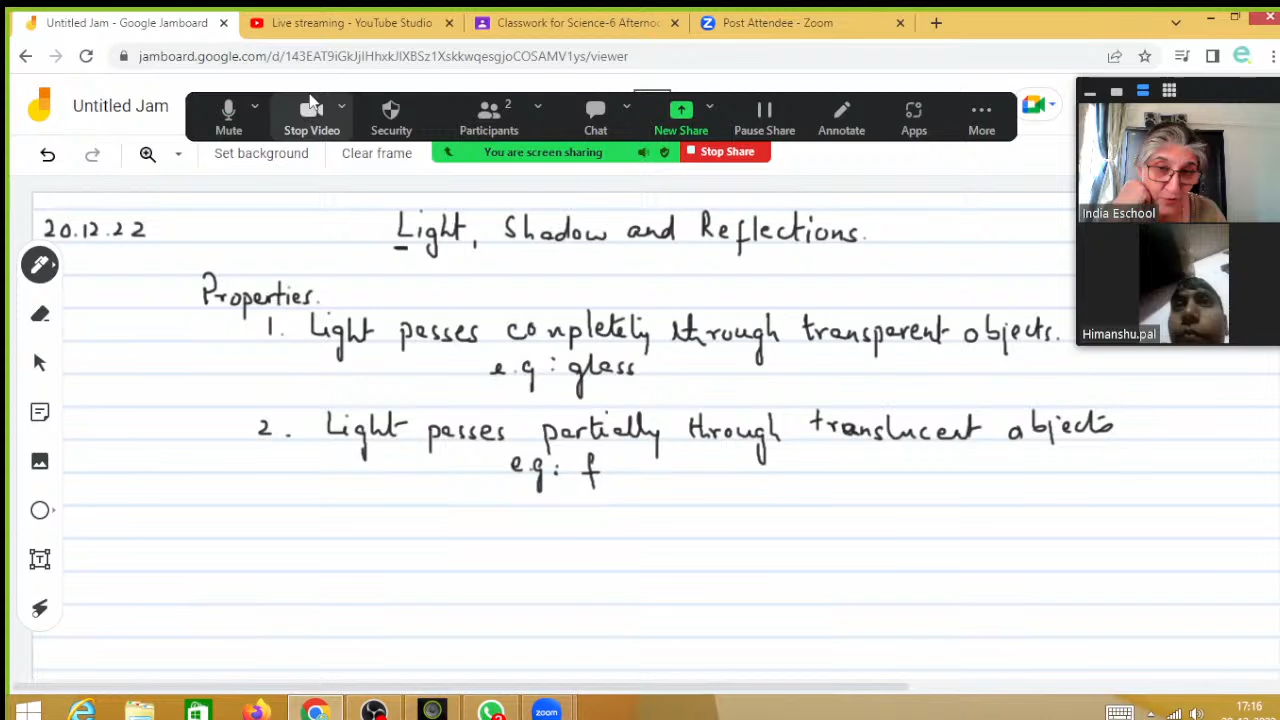 Untitled Jam - Google Jamboard
Live streaming - YouTube Studio
Classwork for Science-6 Afternoo
Post Attendee - Zoom
jamboard.google.com/d/143EAT9iGkJjlHhxkJlXBSz1XskkwqesgjoCOSAMV1ys/viewer
Untitled Jam
Mute
Stop Video
Security
Participants
2
Chat
New Share
Pause Share
Annotate
Apps
More
Set background
Clear frame
You are screen sharing
Stop Share
India Eschool
Himanshu.pal
20.12.22
Light, Shadow and Reflections.
Properties.
1. Light passes completely through transparent objects.
e.g : glass
2. Light passes partially through translucent objects
e.g: f
17:16